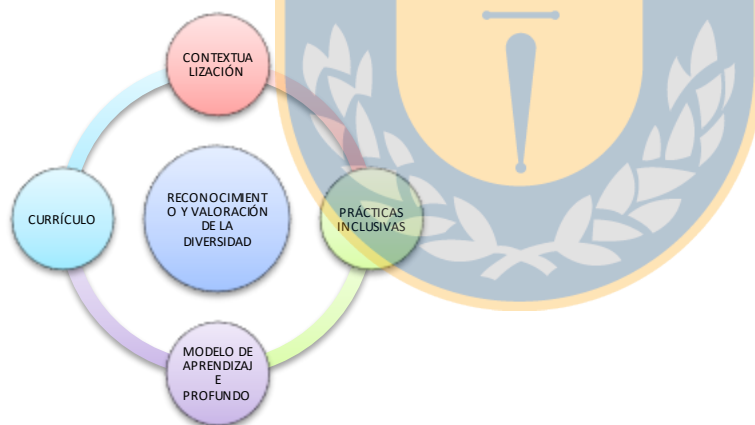 CONTEXTUA
LIZACIÓN
RECONOCIMIENT
O Y VALORACIÓN
DE LA
DIVERSIDAD
CURRÍCULO
PRÁCTICAS
INCLUSIVAS
MODELO DE
APRENDIZAJ
E
PROFUNDO